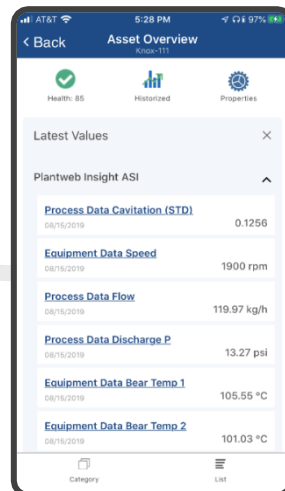 AT&T 5:28 PM 97%
Back Asset Overview
Knox-111
Health: 85 Historized Properties
Latest Values
Plantweb Insight ASI
Process Data Cavitation (STD)
08/15/2019 0.1256
Equipment Data Speed
08/15/2019 1900 rpm
Process Data Flow
08/15/2019 119.97 kg/h
Process Data Discharge P
08/15/2019 13.27 psi
Equipment Data Bear Temp 1
08/15/2019 105.55 °C
Equipment Data Bear Temp 2
08/15/2019 101.03 °C
Category List